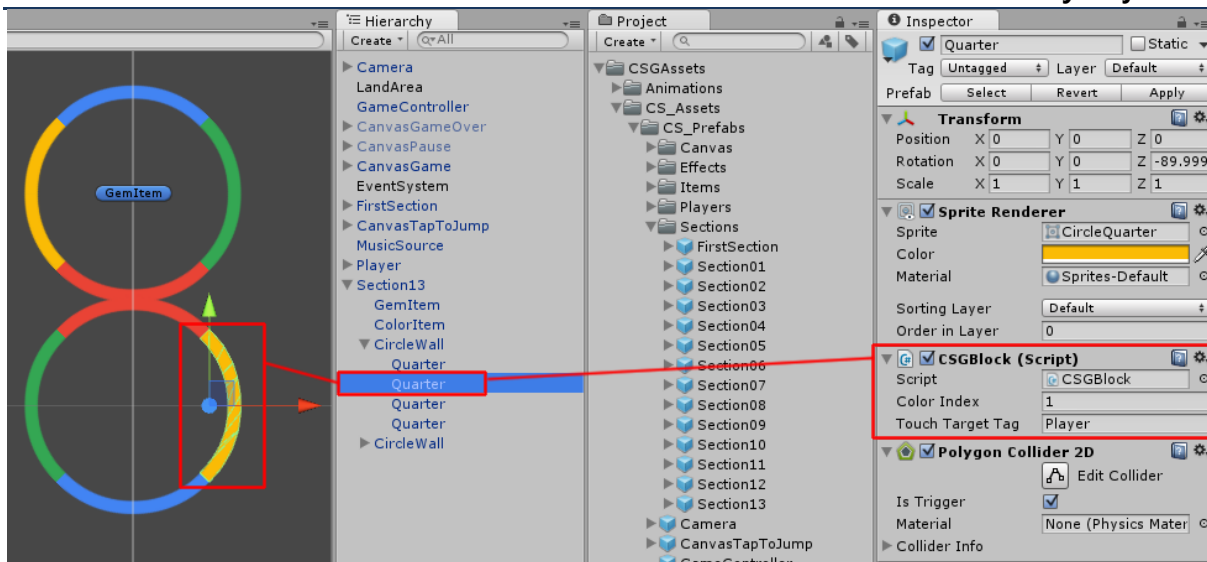 GemItem
Hierarchy
Create
All
Camera
LandArea
GameController
CanvasGameOver
CanvasPause
CanvasGame
EventSystem
FirstSection
CanvasTapToJump
MusicSource
Player
Section13
GemItem
ColorItem
CircleWall
Quarter
Quarter
Quarter
Quarter
CircleWall
Project
Create
CSGAssets
Animations
CS_Assets
CS_Prefabs
Canvas
Effects
Items
Players
Sections
FirstSection
Section01
Section02
Section03
Section04
Section05
Section06
Section07
Section08
Section09
Section10
Section11
Section12
Section13
Camera
CanvasTapToJump
GameController
Inspector
Quarter Static
Tag Untagged Layer Default
Prefab Select Revert Apply
Transform
Position X 0 Y 0 Z 0
Rotation X 0 Y 0 Z -89.999
Scale X 1 Y 1 Z 1
Sprite Renderer
Sprite CircleQuarter
Color
Material Sprites-Default
Sorting Layer Default
Order in Layer 0
CSGBlock (Script)
Script CSGBlock
Color Index 1
Touch Target Tag Player
Polygon Collider 2D
Edit Collider
Is Trigger
Material None (Physics Mater
Collider Info